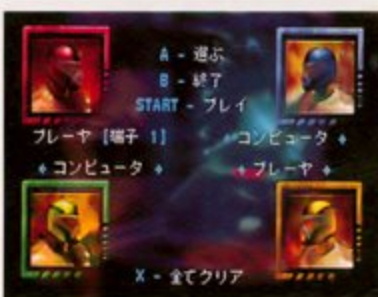 A - 選ぶ
B - 終了
START - プレイ
プレーヤ [端子 1]
コンピュータ
コンピュータ
プレーヤ
X - 全てクリア